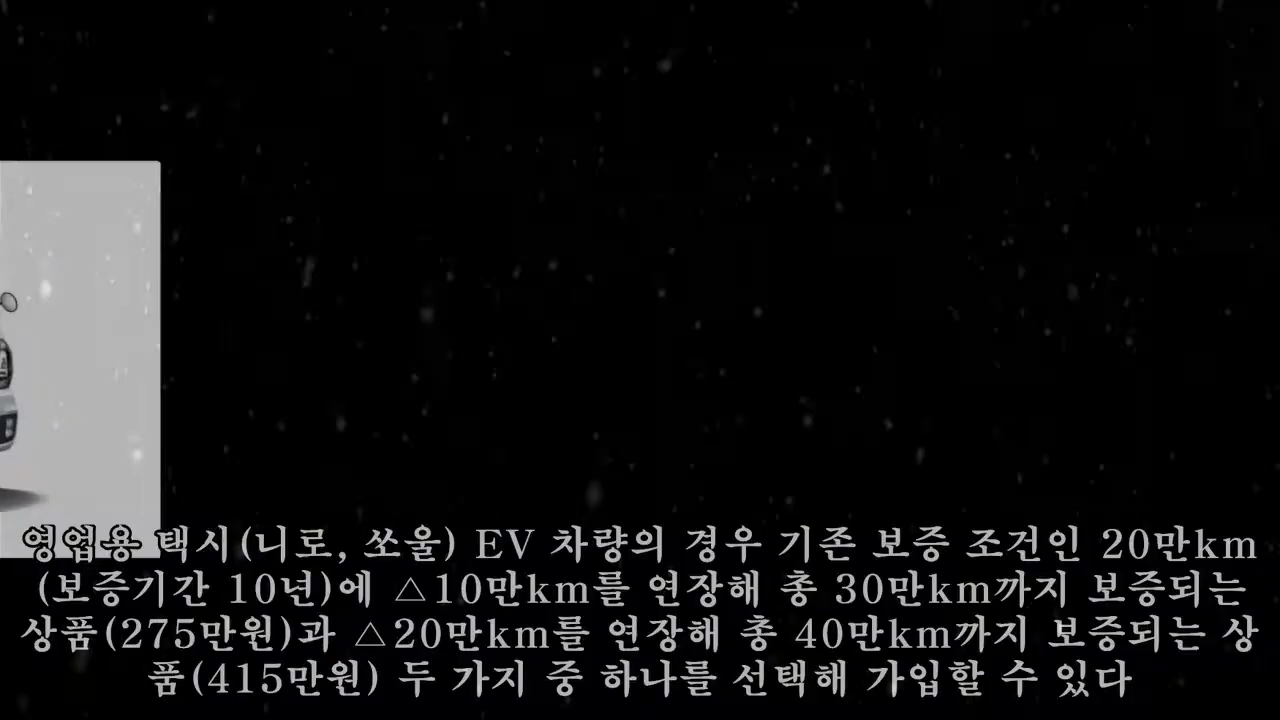 영업용 택시(니로, 쏘울) EV 차량의 경우 기존 보증 조건인 20만km
(보증기간 10년)에 △10만km를 연장해 총 30만km까지 보증되는
상품(275만원)과 △20만km를 연장해 총 40만km까지 보증되는 상
품(415만원) 두 가지 중 하나를 선택해 가입할 수 있다